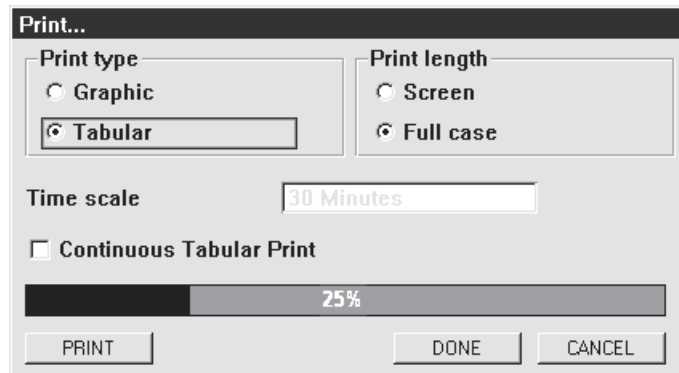 Print...
Print type
Graphic
Tabular
Print length
Screen
Full case
Time scale
30 Minutes
Continuous Tabular Print
25%
PRINT
DONE
CANCEL